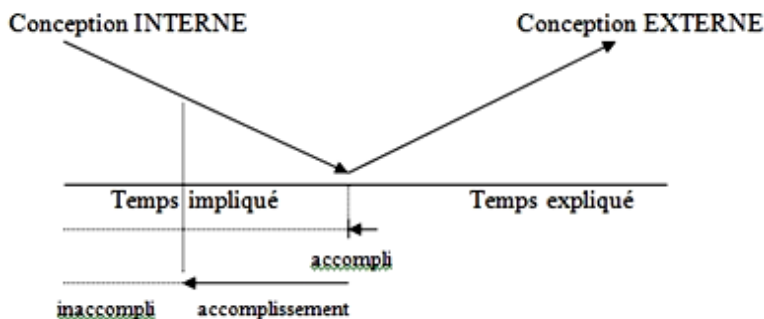 Conception INTERNE Conception EXTERNE
Temps impliqué Temps expliqué
accompli
inaccompli accomplissement